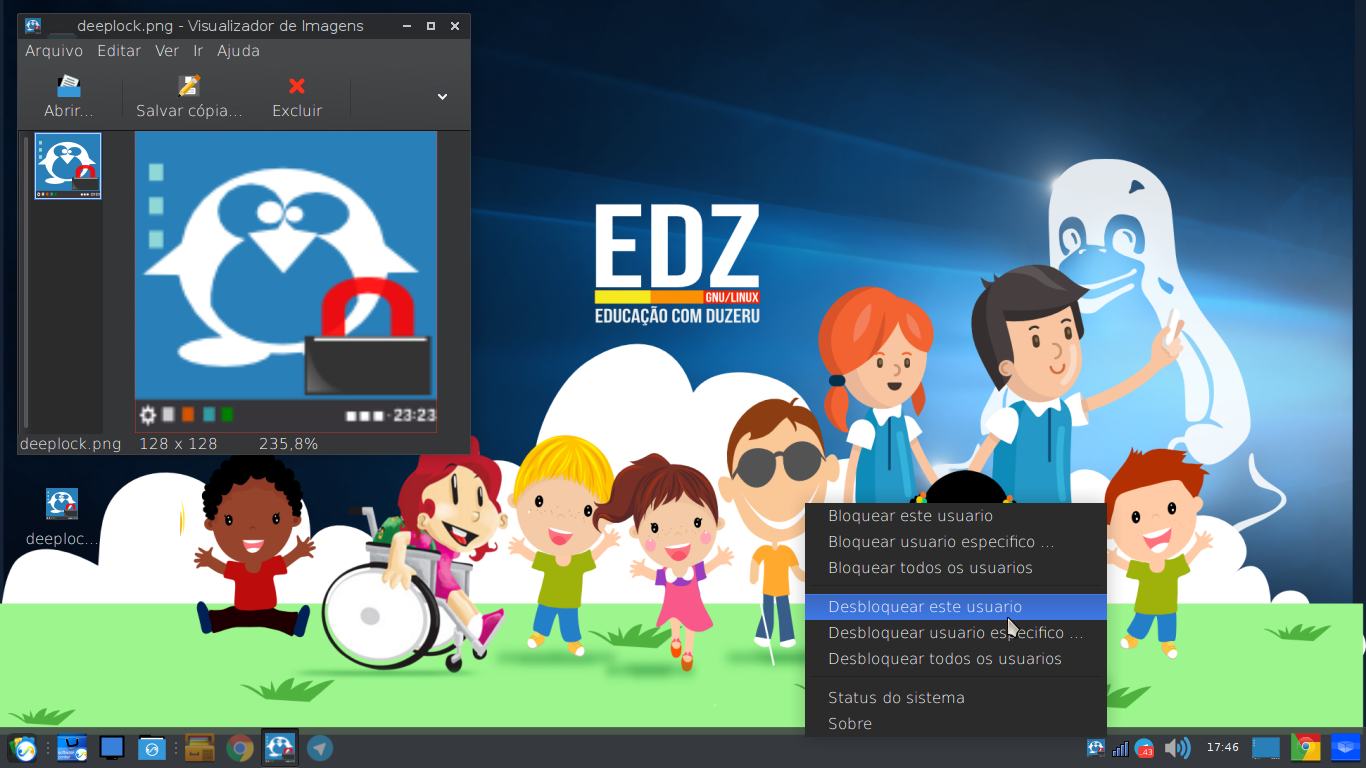 deeplock.png - Visualizador de Imagens
Arquivo Editar Ver Ir Ajuda
Abrir... Salvar cópia... Excluir
23:23
deeplock.png 128 x 128 235,8%
EDZ
GNU/LINUX
EDUCAÇÃO COM DUZERU
deeploc...
Bloquear este usuario
Bloquear usuario especifico ...
Bloquear todos os usuarios
Desbloquear este usuario
Desbloquear usuario especifico ...
Desbloquear todos os usuarios
Status do sistema
Sobre
43
17:46